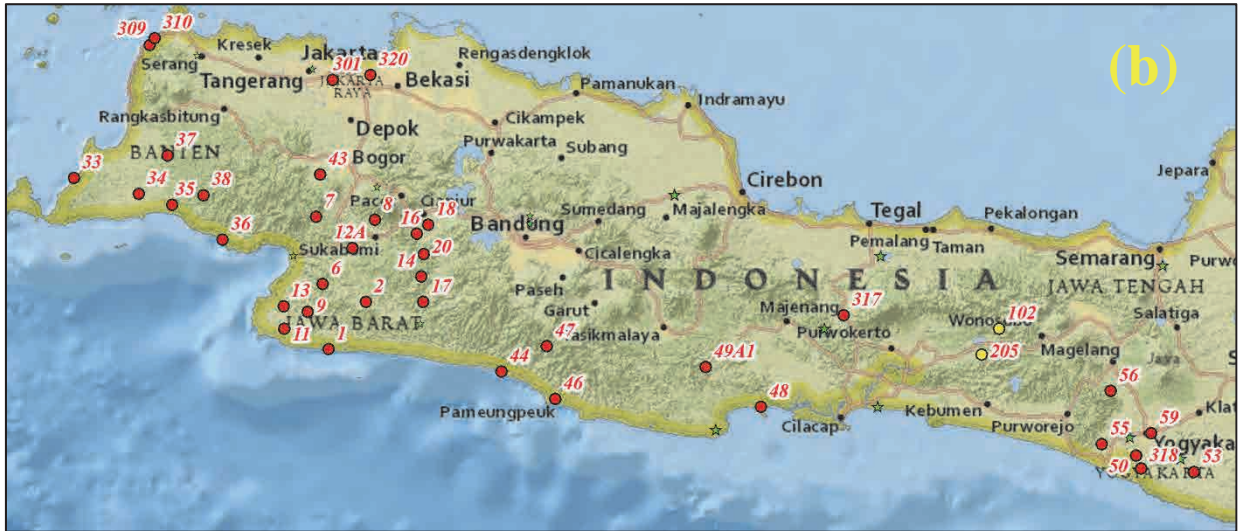 310
309
(b)
Kresek
Jakarta
320
Rengasdengklok
Serang
301
Tangerang
JAKARTA
RAYA
Bekasi
Pamanukan
Indramayu
Rangkasbitung
Cikampek
Depok
37
BANTEN
Purwakarta
Subang
Jepara
33
43
Bogor
34
35
38
Cirebon
7
8
18
16
Sumedang
Majalengka
Tegal
Pekalongan
36
12A
Bandung
Sukabumi
20
Cicalengka
Pemalang
Taman
Semarang
14
INDONESIA
JAWA TENGAH
6
Paseh
13
9
2
17
Garut
Majenang
317
102
Salatiga
JAWA BARAT
11
Tasikmalaya
Purwokerto
Wonosobo
1
47
205
Magelang
Jawa
44
49A1
56
46
48
Pameungpeuk
Cilacap
Kebumen
Purworejo
59
55
50
318
53
YOGYAKARTA